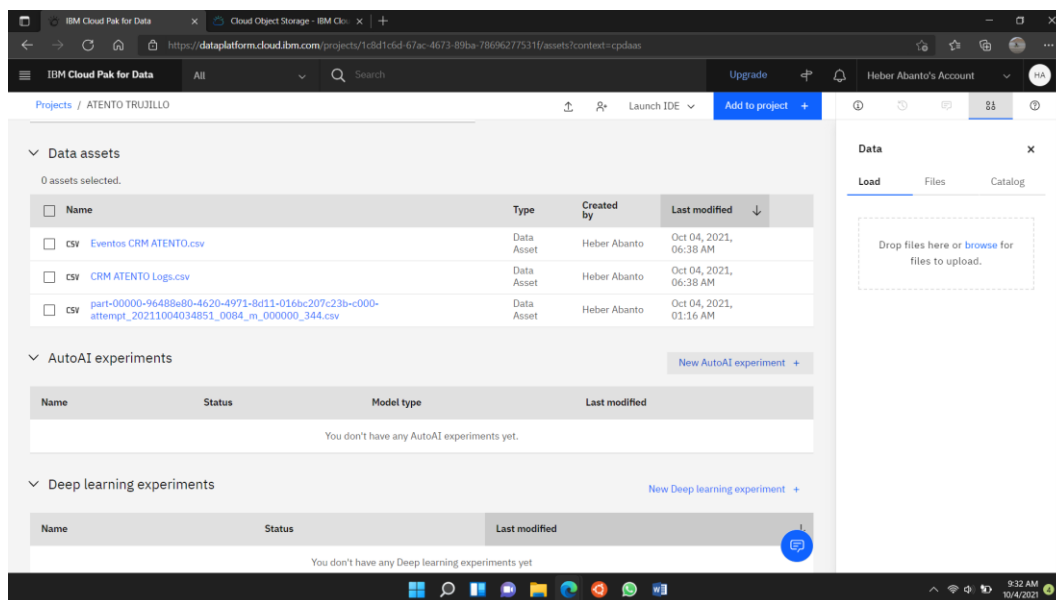 IBM Cloud Pak for Data
Cloud Object Storage - IBM Clou
https://dataplatform.cloud.ibm.com/projects/1c8d1c6d-67ac-4673-89ba-78696277531f/assets?context=cpdaas
IBM Cloud Pak for Data
All
Search
Upgrade
Heber Abanto's Account
HA
Projects / ATENTO TRUJILLO
Launch IDE
Add to project +
Data assets
0 assets selected.
Name Type Created by Last modified
CSV Eventos CRM ATENTO.csv Data Asset Heber Abanto Oct 04, 2021, 06:38 AM
CSV CRM ATENTO Logs.csv Data Asset Heber Abanto Oct 04, 2021, 06:38 AM
CSV part-00000-96488e80-4620-4971-8d11-016bc207c23b-c000-
attempt_20211004034851_0084_m_000000_344.csv Data Asset Heber Abanto Oct 04, 2021, 01:16 AM
AutoAI experiments
New AutoAI experiment +
Name Status Model type Last modified
You don't have any AutoAI experiments yet.
Deep learning experiments
New Deep learning experiment +
Name Status Last modified
You don't have any Deep learning experiments yet
Data
Load Files Catalog
Drop files here or browse for
files to upload.
9:32 AM
10/4/2021
4